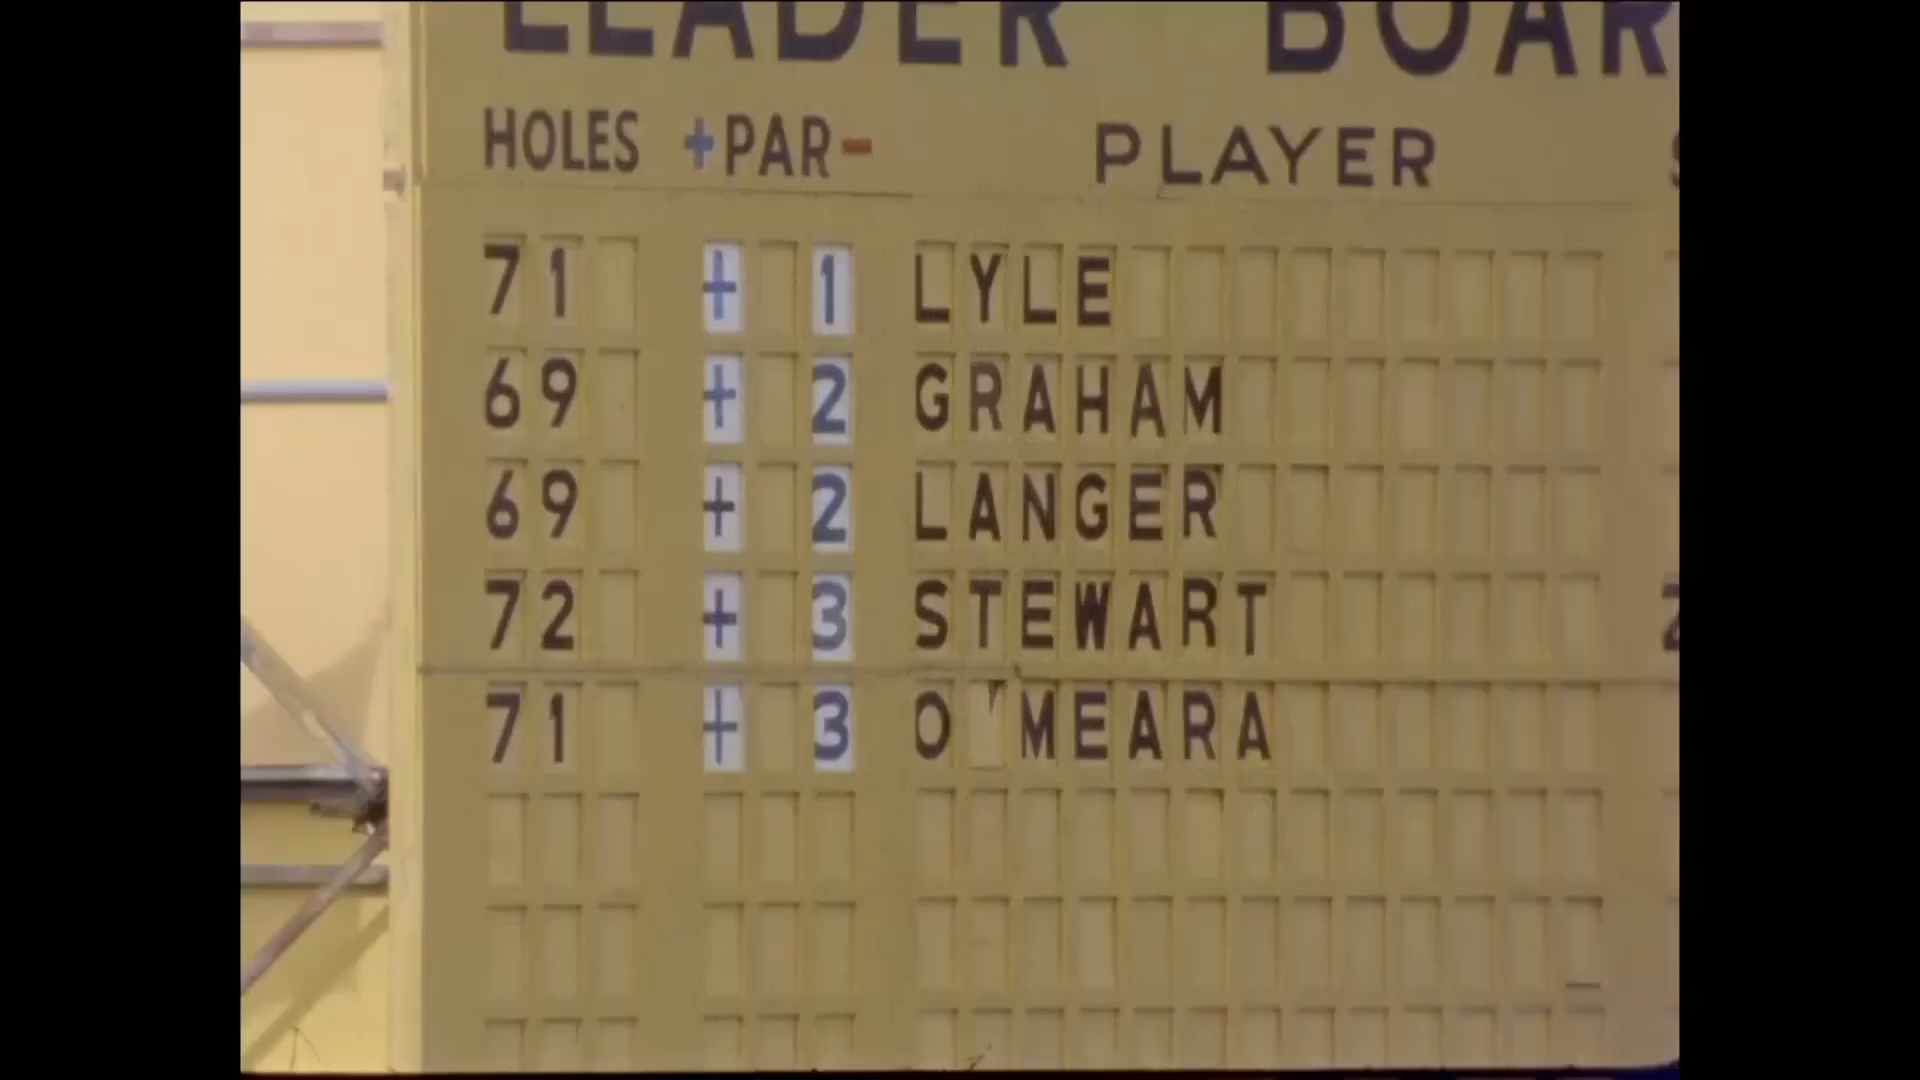 LEADER BOAR
HOLES +PAR- PLAYER
71 + 1 LYLE
69 + 2 GRAHAM
69 + 2 LANGER
72 + 3 STEWART
71 + 3 O'MEARA